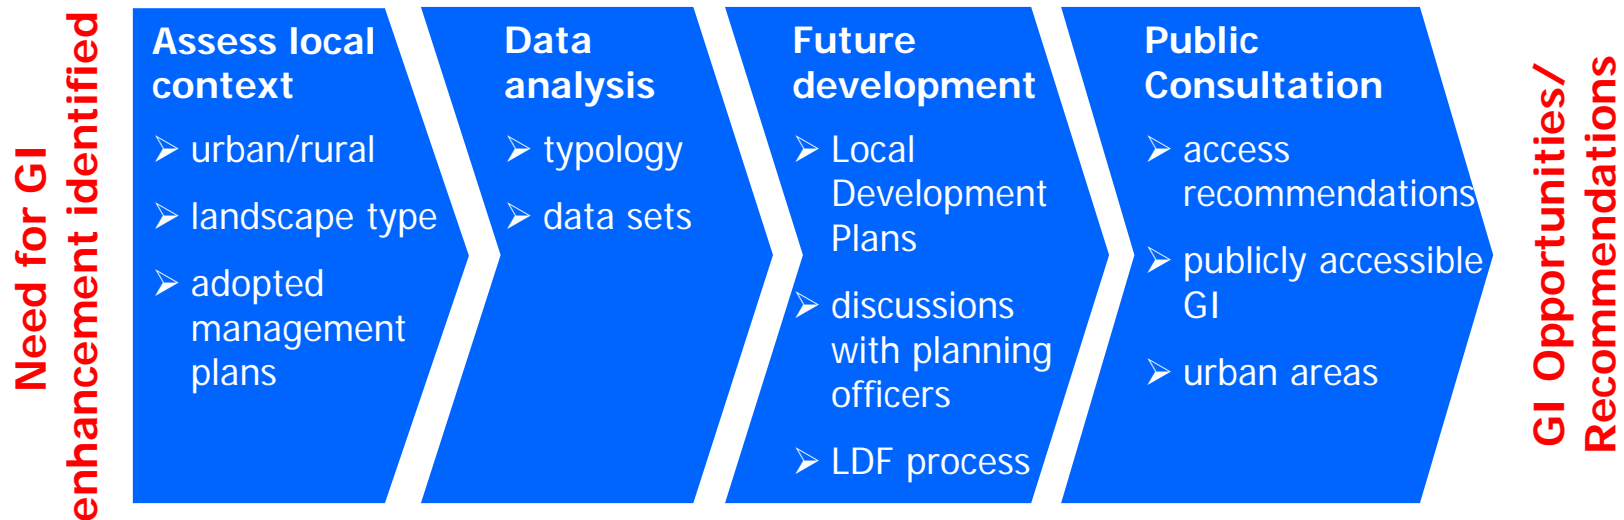 Need for GI
enhancement identified
Assess local
context
➢ urban/rural
➢ landscape type
➢ adopted
management
plans
Data
analysis
➢ typology
➢ data sets
Future
development
➢ Local
Development
Plans
➢ discussions
with planning
officers
➢ LDF process
Public
Consultation
➢ access
recommendations
➢ publicly accessible
GI
➢ urban areas
GI Opportunities/
Recommendations